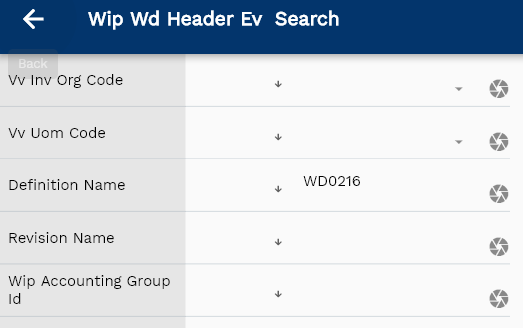 Wip Wd Header Ev Search
Back
Vv Inv Org Code
Vv Uom Code
Definition Name
WD0216
Revision Name
Wip Accounting Group
Id